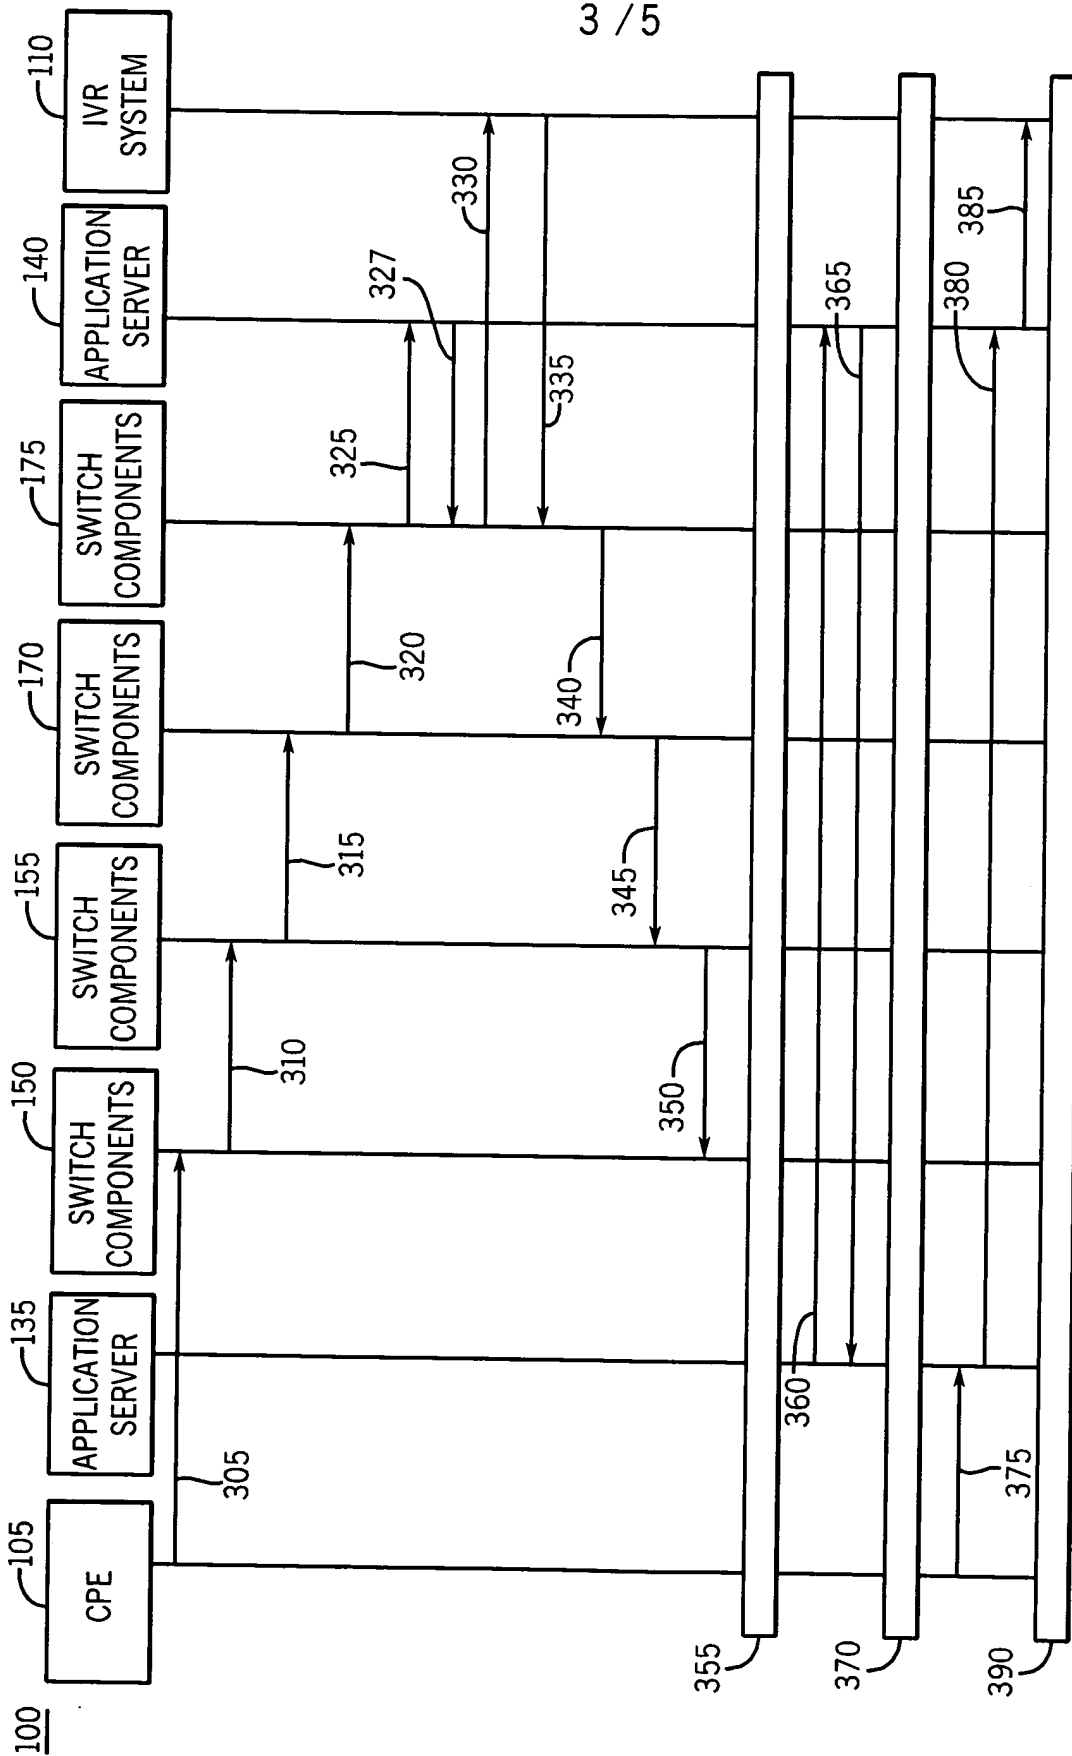 3 / 5
100
105
CPE
135
APPLICATION
SERVER
150
SWITCH
COMPONENTS
155
SWITCH
COMPONENTS
170
SWITCH
COMPONENTS
175
SWITCH
COMPONENTS
140
APPLICATION
SERVER
110
IVR
SYSTEM
305
310
315
320
325
327
330
335
340
345
350
355
360
365
370
375
380
385
390